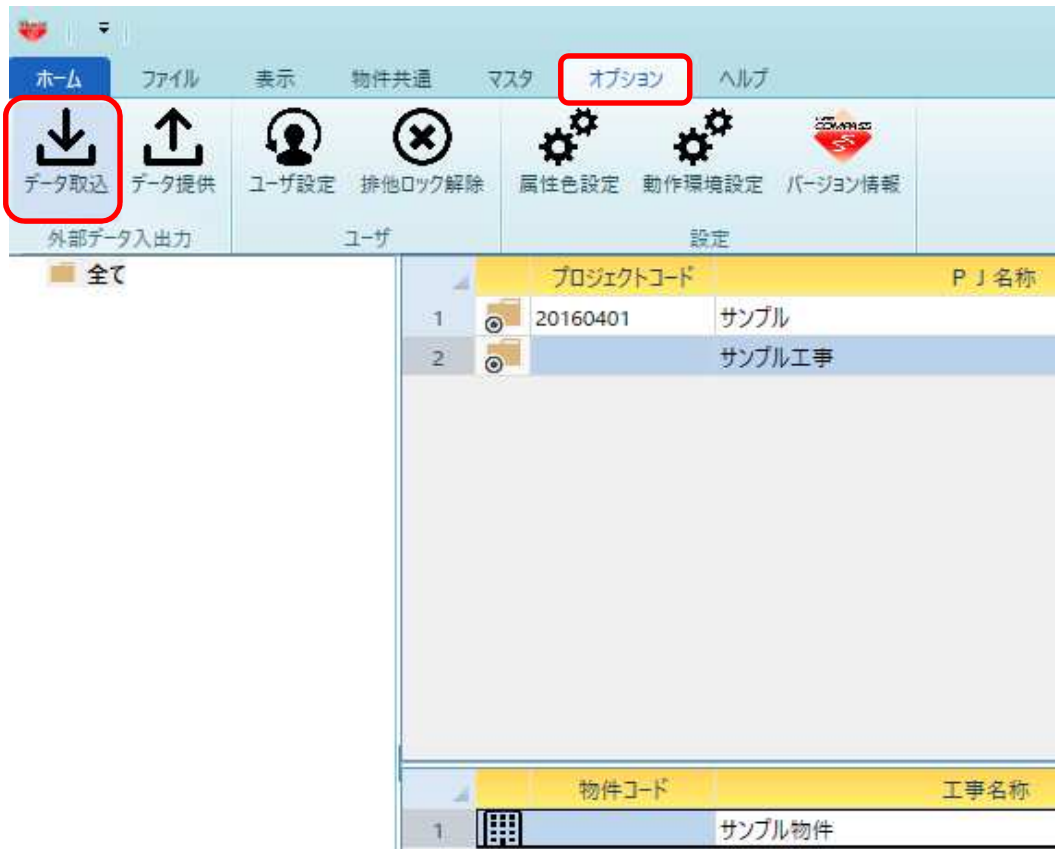 ホーム ファイル 表示 物件共通 マスタ オプション ヘルプ
COMPASS
データ取込 データ提供 ユーザ設定 排他ロック解除 属性色設定 動作環境設定 バージョン情報
外部データ入出力 ユーザ 設定
全て
プロジェクトコード ＰＪ名称
1 20160401 サンプル
2 サンプル工事
物件コード 工事名称
1 サンプル物件